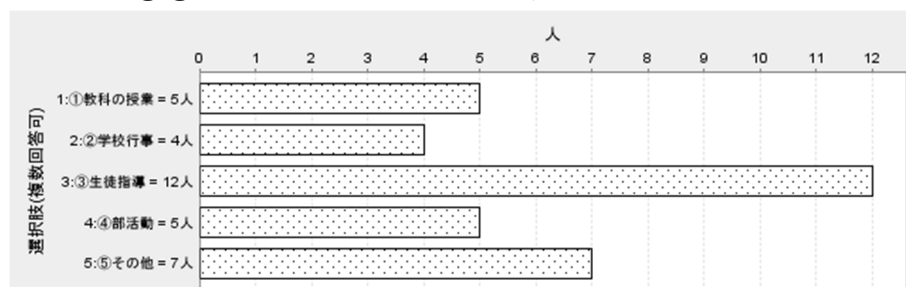 人
0 1 2 3 4 5 6 7 8 9 10 11 12
選択肢(複数回答可)
1:①教科の授業 = 5人
2:②学校行事 = 4人
3:③生徒指導 = 12人
4:④部活動 = 5人
5:⑤その他 = 7人